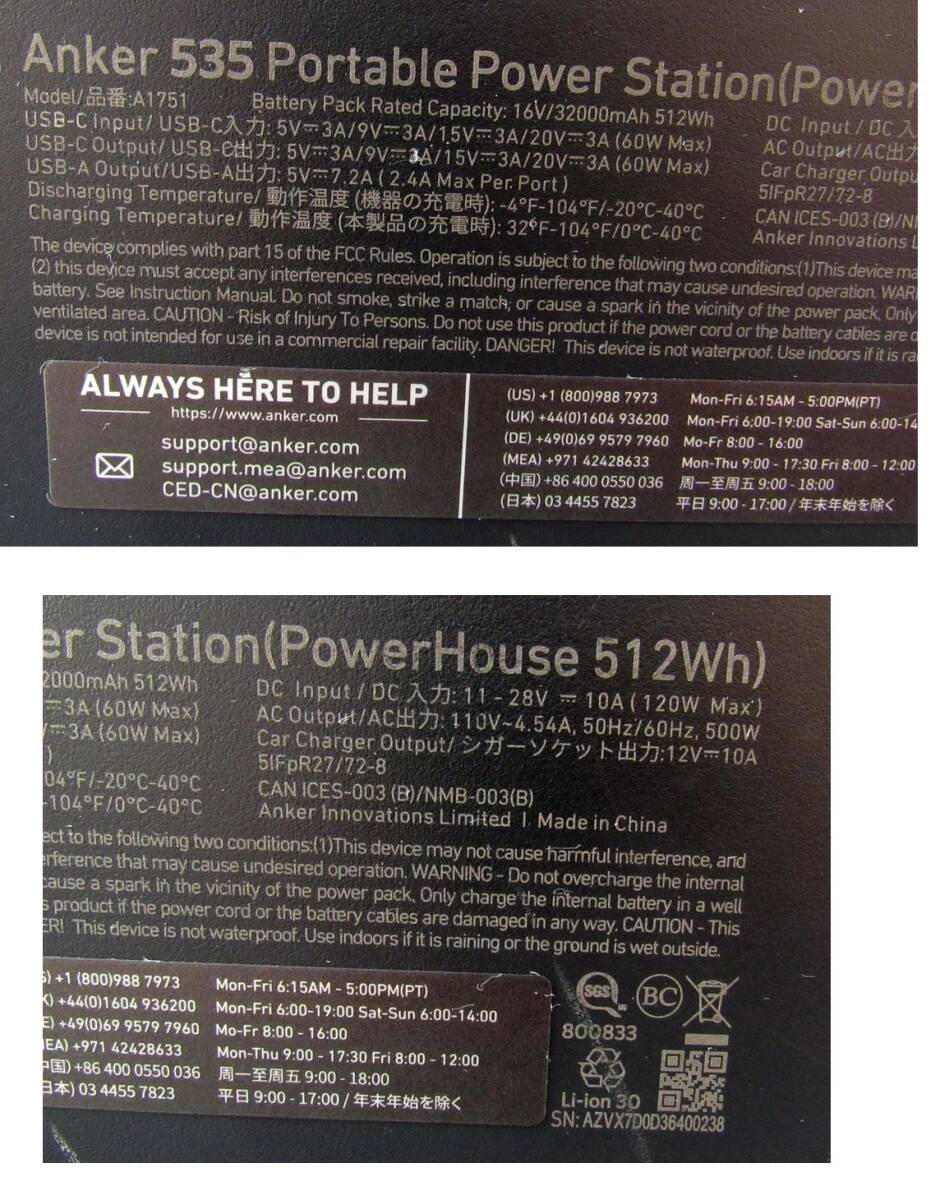 Anker 535 Portable Power Station(Power
Model/品番:A1751 Battery Pack Rated Capacity: 16V/32000mAh 512Wh
USB-C Input/ USB-C入力: 5V⎓3A/9V⎓3A/15V⎓3A/20V⎓3A (60W Max)
USB-C Output/ USB-C出力: 5V⎓3A/9V⎓3A/15V⎓3A/20V⎓3A (60W Max)
USB-A Output/USB-A出力: 5V⎓7.2A ( 2.4A Max Per Port )
Discharging Temperature/ 動作温度 (機器の充電時): -4°F-104°F/-20°C-40°C
Charging Temperature/ 動作温度 (本製品の充電時): 32°F-104°F/0°C-40°C
DC Input / DC 入
AC Output/AC出力
Car Charger Outpu
5IFpR27/72-8
CAN ICES-003 (B)/N
Anker Innovations L
The device complies with part 15 of the FCC Rules. Operation is subject to the following two conditions:(1)This device ma
(2) this device must accept any interferences received, including interference that may cause undesired operation. WAR
battery. See Instruction Manual. Do not smoke, strike a match, or cause a spark in the vicinity of the power pack. Only
ventilated area. CAUTION - Risk of Injury To Persons. Do not use this product if the power cord or the battery cables are d
device is not intended for use in a commercial repair facility. DANGER! This device is not waterproof. Use indoors if it is ra
ALWAYS HERE TO HELP
https://www.anker.com
support@anker.com
support.mea@anker.com
CED-CN@anker.com
(US) +1 (800)988 7973 Mon-Fri 6:15AM - 5:00PM(PT)
(UK) +44(0)1604 936200 Mon-Fri 6:00-19:00 Sat-Sun 6:00-14
(DE) +49(0)69 9579 7960 Mo-Fr 8:00 - 16:00
(MEA) +971 42428633 Mon-Thu 9:00 - 17:30 Fri 8:00 - 12:00
(中国) +86 400 0550 036 周一至周五 9:00 - 18:00
(日本) 03 4455 7823 平日 9:00 - 17:00 / 年末年始を除く
er Station(PowerHouse 512Wh)
2000mAh 512Wh
⎓3A (60W Max)
V⎓3A (60W Max)
)
04°F/-20°C-40°C
-104°F/0°C-40°C
DC Input / DC 入力: 11 - 28V ⎓ 10A ( 120W Max )
AC Output/AC出力: 110V~4.54A, 50Hz/60Hz, 500W
Car Charger Output/ シガーソケット出力:12V⎓10A
5IFpR27/72-8
CAN ICES-003 (B)/NMB-003(B)
Anker Innovations Limited | Made in China
ect to the following two conditions:(1)This device may not cause harmful interference, and
erference that may cause undesired operation. WARNING - Do not overcharge the internal
cause a spark in the vicinity of the power pack. Only charge the internal battery in a well
s product if the power cord or the battery cables are damaged in any way. CAUTION - This
ER! This device is not waterproof. Use indoors if it is raining or the ground is wet outside.
S) +1 (800)988 7973 Mon-Fri 6:15AM - 5:00PM(PT)
K) +44(0)1604 936200 Mon-Fri 6:00-19:00 Sat-Sun 6:00-14:00
E) +49(0)69 9579 7960 Mo-Fr 8:00 - 16:00
EA) +971 42428633 Mon-Thu 9:00 - 17:30 Fri 8:00 - 12:00
中国) +86 400 0550 036 周一至周五 9:00 - 18:00
日本) 03 4455 7823 平日 9:00 - 17:00 / 年末年始を除く
SGS
BC
800833
Li-ion 30
SN: AZVX7D0D36400238